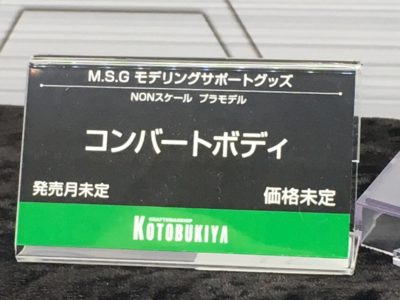 M.S.G モデリングサポートグッズ
NONスケール プラモデル
コンバートボディ
発売月未定 価格未定
CRAFTSMANSHIP
KOTOBUKIYA